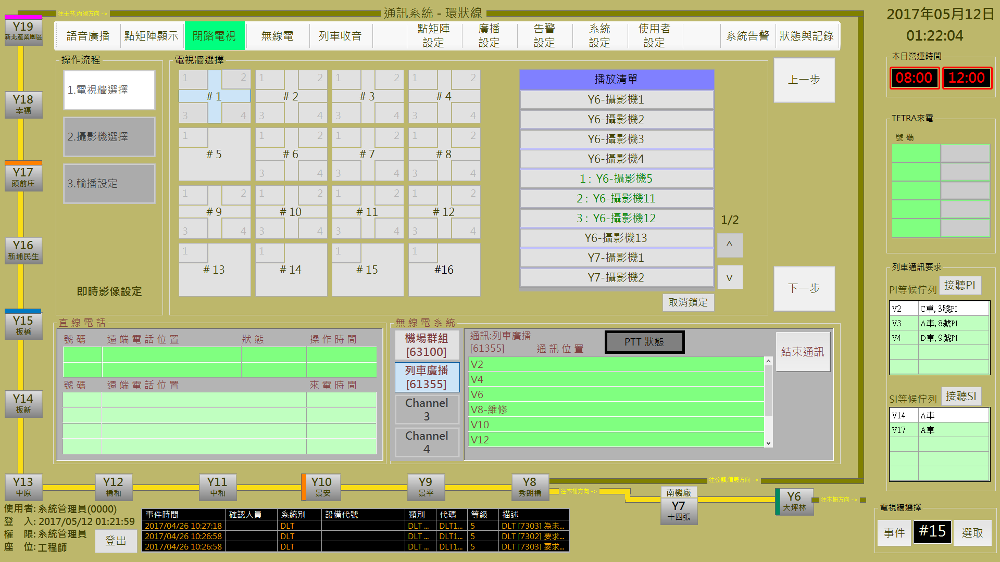 往士林,內湖方向 ->
通訊系統 - 環狀線
2017年05月12日
01:22:04
Y19
新北產業園區
Y18
幸福
Y17
頭前庄
Y16
新埔民生
Y15
板橋
Y14
板新
Y13
中原
語音廣播
點矩陣顯示
閉路電視
無線電
列車收音
點矩陣
設定
廣播
設定
告警
設定
系統
設定
使用者
設定
系統告警
狀態與記錄
操作流程
1.電視牆選擇
2.攝影機選擇
3.輪播設定
即時影像設定
電視牆選擇
1 2
# 1
3 4
1 2
# 2
3 4
1 2
# 3
3 4
1 2
# 4
3 4
1
# 5
1 2
# 6
3 4
1 2
# 7
3 4
1 2
# 8
3 4
1 2
# 9
3 4
1 2
# 10
3 4
1 2
# 11
3 4
1 2
# 12
3 4
1
# 13
1
# 14
1
# 15
1
#16
播放清單
Y6-攝影機1
Y6-攝影機2
Y6-攝影機3
Y6-攝影機4
1 : Y6-攝影機5
2 : Y6-攝影機11
3 : Y6-攝影機12
Y6-攝影機13
Y7-攝影機1
Y7-攝影機2
1/2
^
v
取消鎖定
上一步
下一步
本日營運時間
08:00 12:00
TETRA來電
號 碼
列車通訊要求
PI等候佇列 接聽PI
V2 C車, 3號PI
V3 A車, 8號PI
V4 D車, 9號PI
SI等候佇列 接聽SI
V14 A車
V17 A車
直 線 電 話
號 碼 遠 端 電 話 位 置 狀 態 操 作 時 間
號 碼 遠 端 電 話 位 置 來 電 時 間
無 線 電 系 統
機場群組
[63100]
列車廣播
[61355]
Channel
3
Channel
4
通訊:列車廣播
[61355] 通 訊 位 置
PTT 狀態
結束通訊
V2
V4
V6
V8-維修
V10
V12
Y12
橋和
Y11
中和
Y10
景安
Y9
景平
Y8
秀朗橋
往公館,信義方向 ->
往木柵方向 ->
南機廠
Y7
十四張
Y6
大坪林
往木柵方向 ->
使用者: 系統管理員(0000)
登 入: 2017/05/12 01:21:59
權 限: 系統管理員
座 位: 工程師
登出
事件時間 確認人員 系統別 設備代號 類別 代碼 等級 描述
2017/04/26 10:27:18 DLT DLT ... DLT1... 5 DLT [7303] 為未...
2017/04/26 10:26:58 DLT DLT ... DLT1... 5 DLT [7302] 要求...
2017/04/26 10:26:58 DLT DLT ... DLT1... 5 DLT [7303] 要求...
電視牆選擇
事件 #15 選取